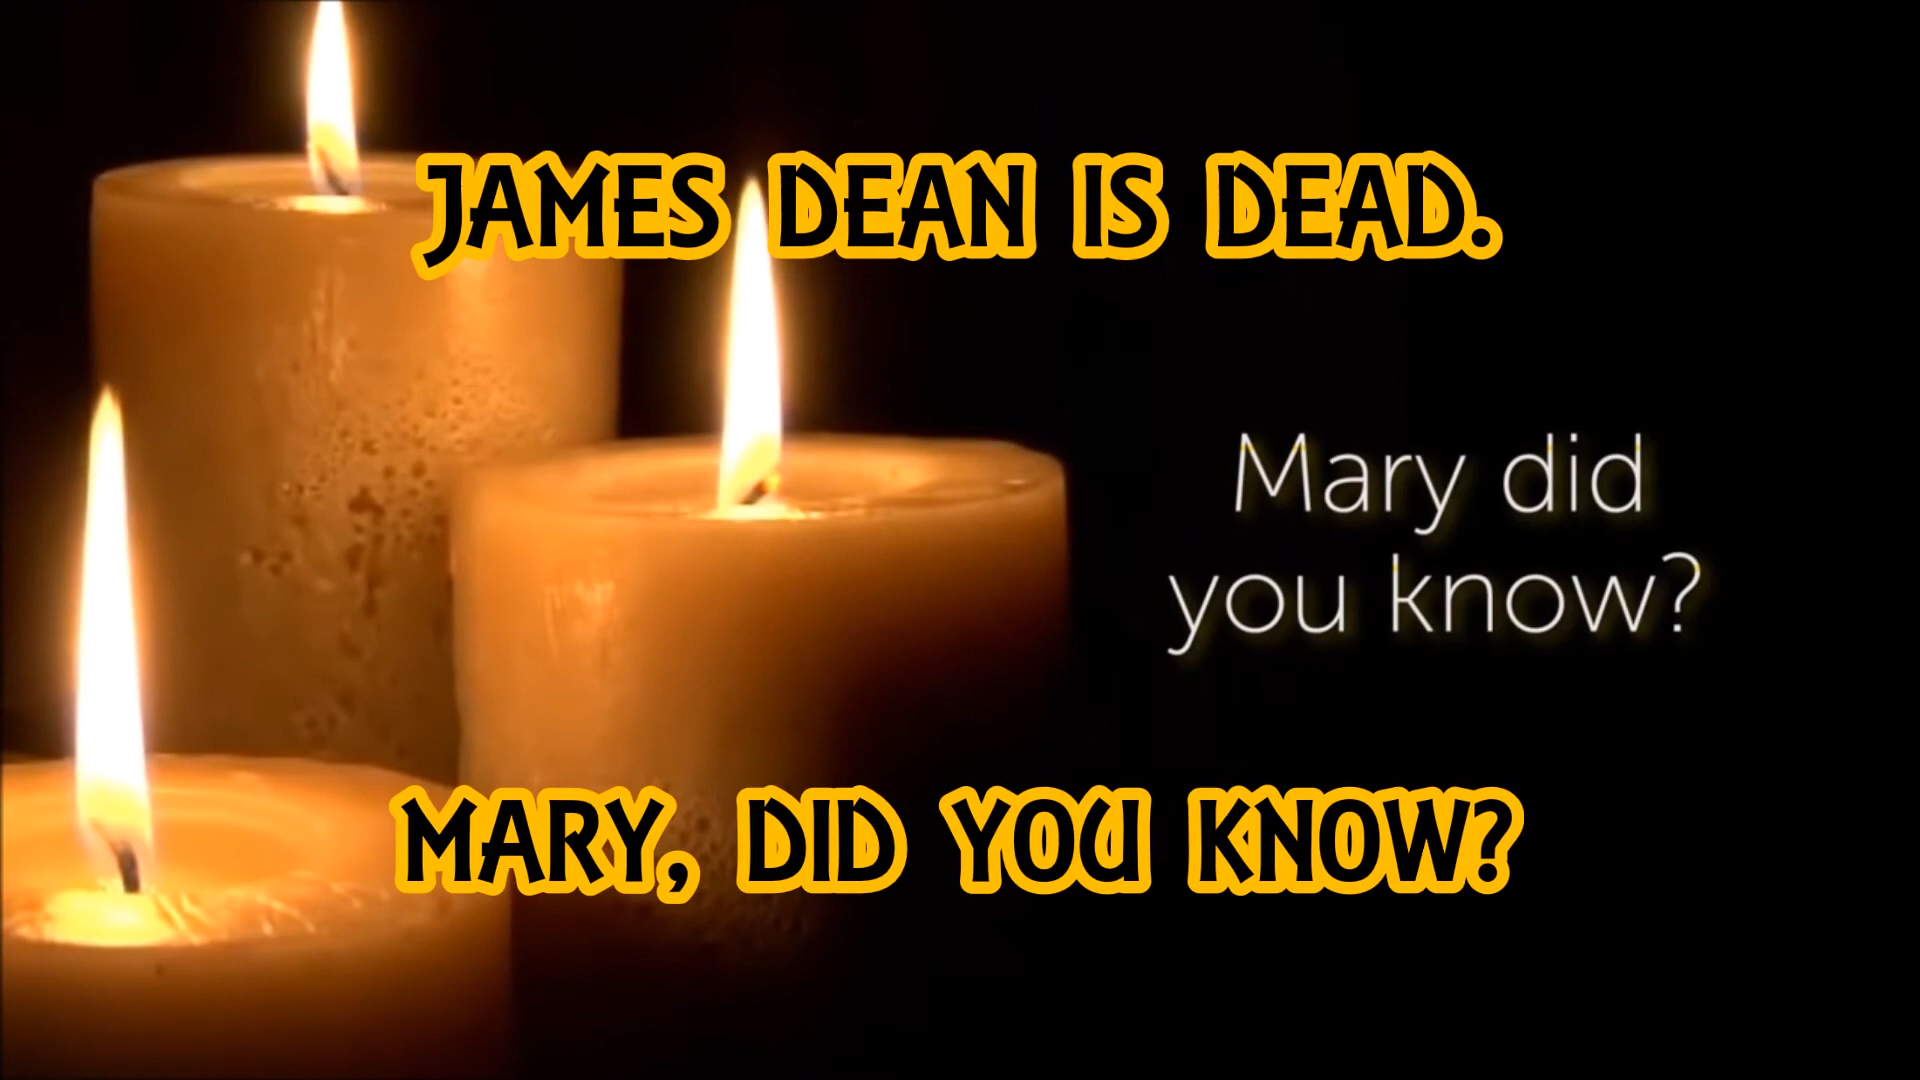 JAMES DEAN IS DEAD.
Mary did
you know?
MARY, DID YOU KNOW?